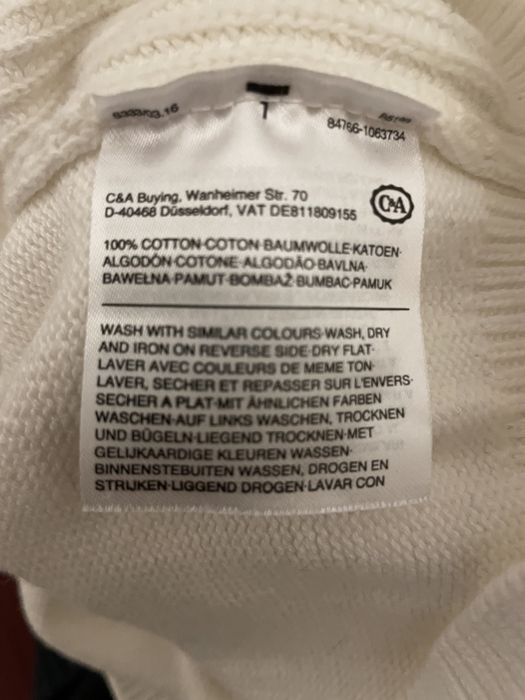 8333/03.16
1
84766-1063734
C&A Buying, Wanheimer Str. 70
D-40468 Düsseldorf, VAT DE811809155
C&A
100% COTTON·COTON·BAUMWOLLE·KATOEN·
ALGODÓN·COTONE·ALGODÃO·BAVLNA·
BAWEŁNA·PAMUT·BOMBAŽ·BUMBAC·PAMUK
WASH WITH SIMILAR COLOURS·WASH, DRY
AND IRON ON REVERSE SIDE·DRY FLAT·
LAVER AVEC COULEURS DE MEME TON·
LAVER, SECHER ET REPASSER SUR L'ENVERS·
SECHER A PLAT·MIT ÄHNLICHEN FARBEN
WASCHEN·AUF LINKS WASCHEN, TROCKNEN
UND BÜGELN·LIEGEND TROCKNEN·MET
GELIJKAARDIGE KLEUREN WASSEN·
BINNENSTEBUITEN WASSEN, DROGEN EN
STRIJKEN·LIGGEND DROGEN·LAVAR CON